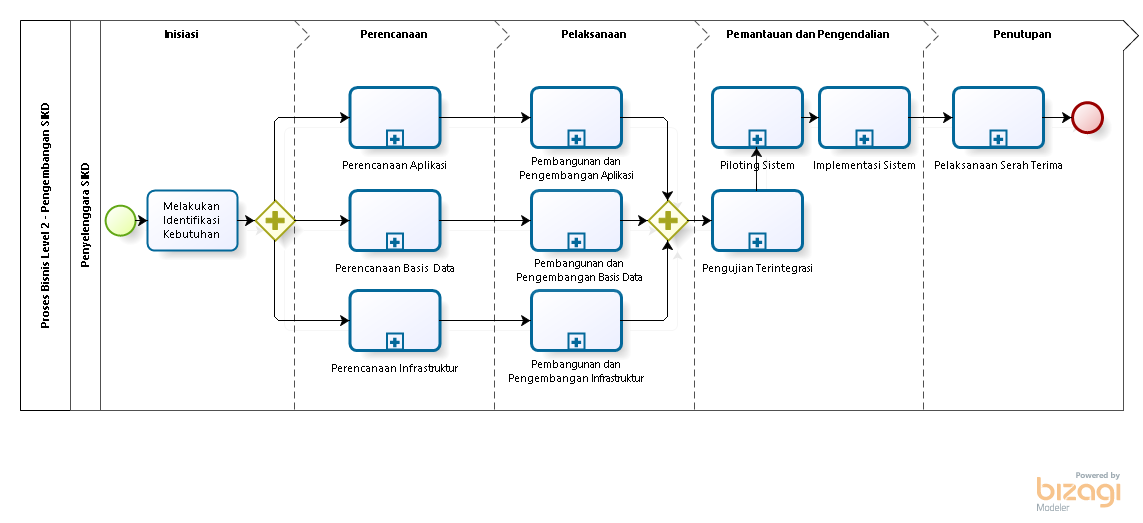 Proses Bisnis Level 2 - Pengembangan SIKD
Penyelenggara SIKD
Inisiasi
Perencanaan
Pelaksanaan
Pemantauan dan Pengendalian
Penutupan
Melakukan
Identifikasi
Kebutuhan
Perencanaan Aplikasi
Perencanaan Basis Data
Perencanaan Infrastruktur
Pembangunan dan
Pengembangan Aplikasi
Pembangunan dan
Pengembangan Basis Data
Pembangunan dan
Pengembangan Infrastruktur
Pengujian Terintegrasi
Piloting Sistem
Implementasi Sistem
Pelaksanaan Serah Terima
Powered by
bizagi
Modeler